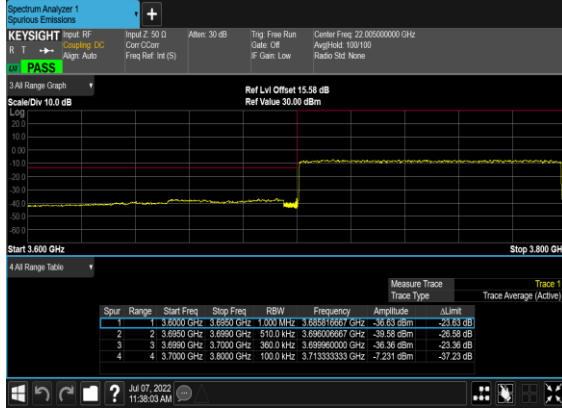 Spectrum Analyzer 1
Spurious Emissions
+
KEYSIGHT Input: RF Input Z: 50 Ω Atten: 30 dB Trig: Free Run Center Freq: 22.005000000 GHz
R T Coupling: DC Corr CCorr Gate: Off Avg|Hold: 100/100
Align: Auto Freq Ref: Int (S) IF Gain: Low Radio Std: None
PASS
3 All Range Graph Ref Lvl Offset 15.58 dB
Scale/Div 10.0 dB Ref Value 30.00 dBm
Log
20.0
10.0
0.00
-10.0
-20.0
-30.0
-40.0
-50.0
-60.0
Start 3.600 GHz Stop 3.800 GH
4 All Range Table
Measure Trace Trace 1
Trace Type Trace Average (Active)
Spur Range Start Freq Stop Freq RBW Frequency Amplitude ΔLimit
1 1 3.6000 GHz 3.6950 GHz 1.000 MHz 3.685816667 GHz -36.63 dBm -23.63 dB
2 2 3.6950 GHz 3.6990 GHz 510.0 kHz 3.696006667 GHz -39.58 dBm -26.58 dB
3 3 3.6990 GHz 3.7000 GHz 360.0 kHz 3.699960000 GHz -36.36 dBm -23.36 dB
4 4 3.7000 GHz 3.8000 GHz 100.0 kHz 3.713333333 GHz -7.231 dBm -37.23 dB
? Jul 07, 2022
11:38:03 AM